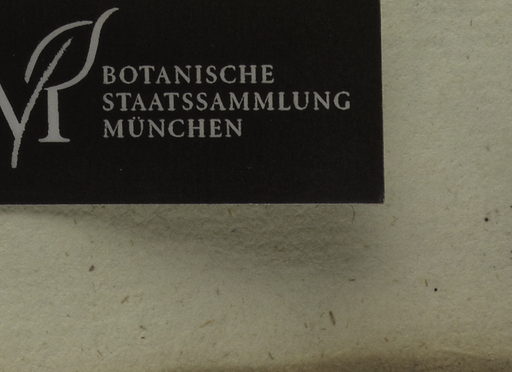 BOTANISCHE
STAATSSAMMLUNG
MÜNCHEN